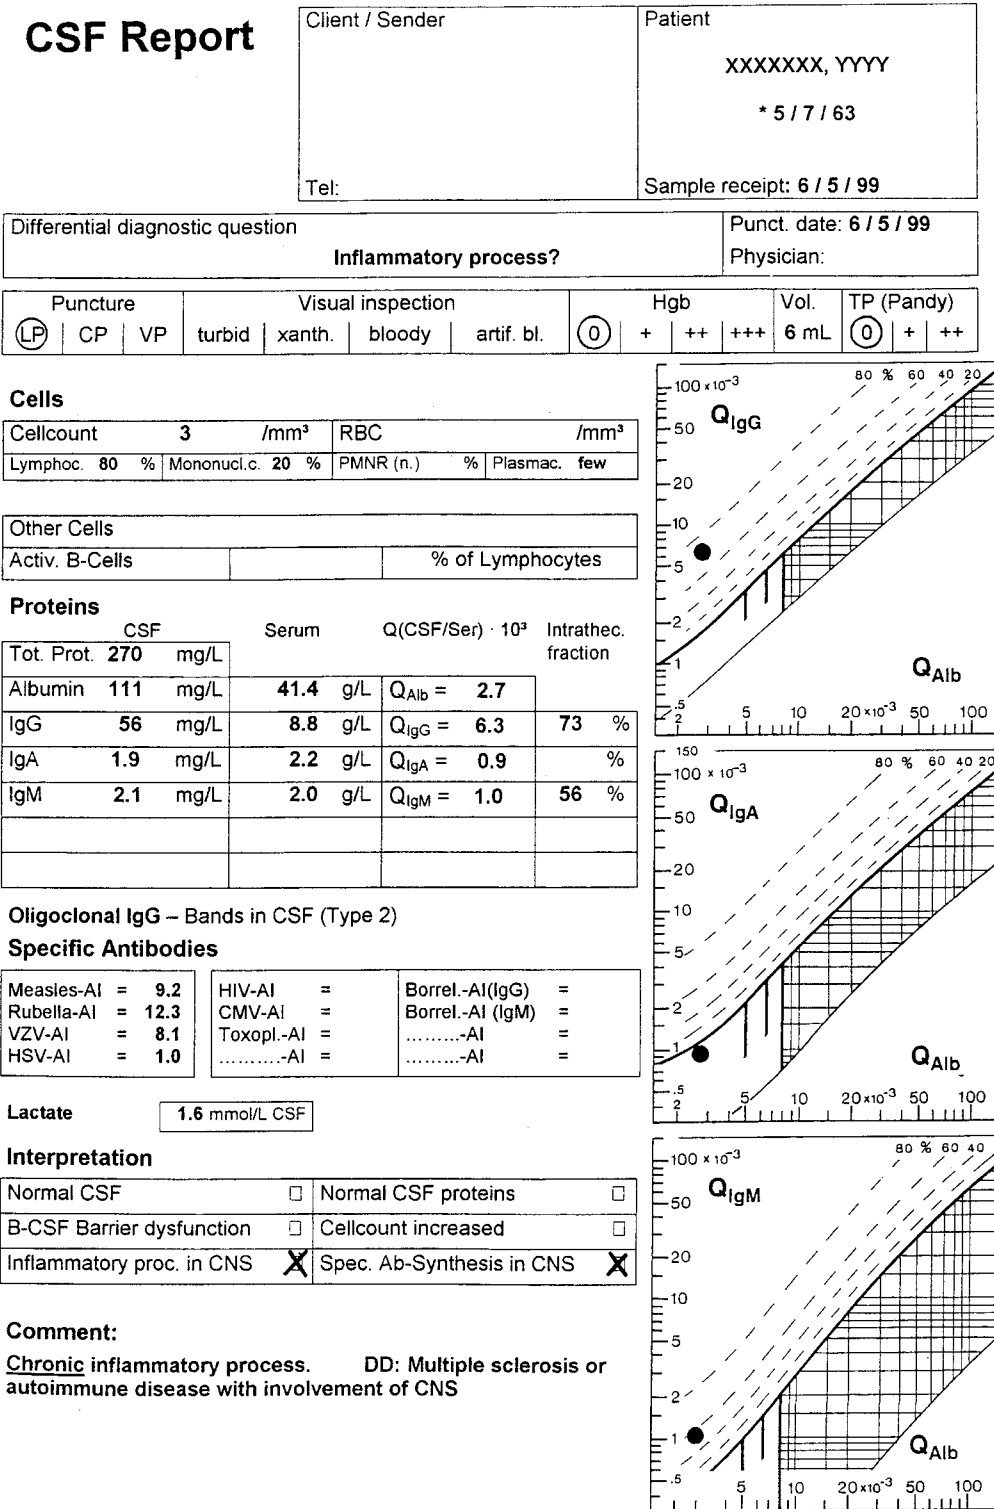 CSF Report
Client / Sender
Tel:
Patient
XXXXXXX, YYYY
* 5 / 7 / 63
Sample receipt: 6 / 5 / 99
Differential diagnostic question
Inflammatory process?
Punct. date: 6 / 5 / 99
Physician:
Puncture Visual inspection Hgb Vol. TP (Pandy)
LP CP VP turbid xanth. bloody artif. bl. 0 + ++ +++ 6 mL 0 + ++
Cells
Cellcount 3 /mm³ RBC /mm³
Lymphoc. 80 % Mononucl.c. 20 % PMNR (n.) % Plasmac. few
Other Cells
Activ. B-Cells % of Lymphocytes
Proteins
CSF Serum Q(CSF/Ser) · 10³ Intrathec. fraction
Tot. Prot. 270 mg/L
Albumin 111 mg/L 41.4 g/L QAlb = 2.7
IgG 56 mg/L 8.8 g/L QIgG = 6.3 73 %
IgA 1.9 mg/L 2.2 g/L QIgA = 0.9 %
IgM 2.1 mg/L 2.0 g/L QIgM = 1.0 56 %
Oligoclonal IgG – Bands in CSF (Type 2)
Specific Antibodies
Measles-AI = 9.2 HIV-AI = Borrel.-AI(IgG) =
Rubella-AI = 12.3 CMV-AI = Borrel.-AI (IgM) =
VZV-AI = 8.1 Toxopl.-AI = .........-AI =
HSV-AI = 1.0 ..........-AI = .........-AI =
Lactate 1.6 mmol/L CSF
Interpretation
Normal CSF Normal CSF proteins
B-CSF Barrier dysfunction Cellcount increased
Inflammatory proc. in CNS X Spec. Ab-Synthesis in CNS X
Comment:
Chronic inflammatory process. DD: Multiple sclerosis or
autoimmune disease with involvement of CNS
80 % 60 40 20
100 x10-3
QIgG
50
20
10
5
2
1
.5
QAlb
2 5 10 20x10-3 50 100
150
80 % 60 40 20
100 x 10-3
QIgA
50
20
10
5
2
1
.5
QAlb
2 5 10 20x10-3 50 100
80 % 60 40
100 x 10-3
QIgM
50
20
10
5
2
1
.5
QAlb
5 10 20x10-3 50 100